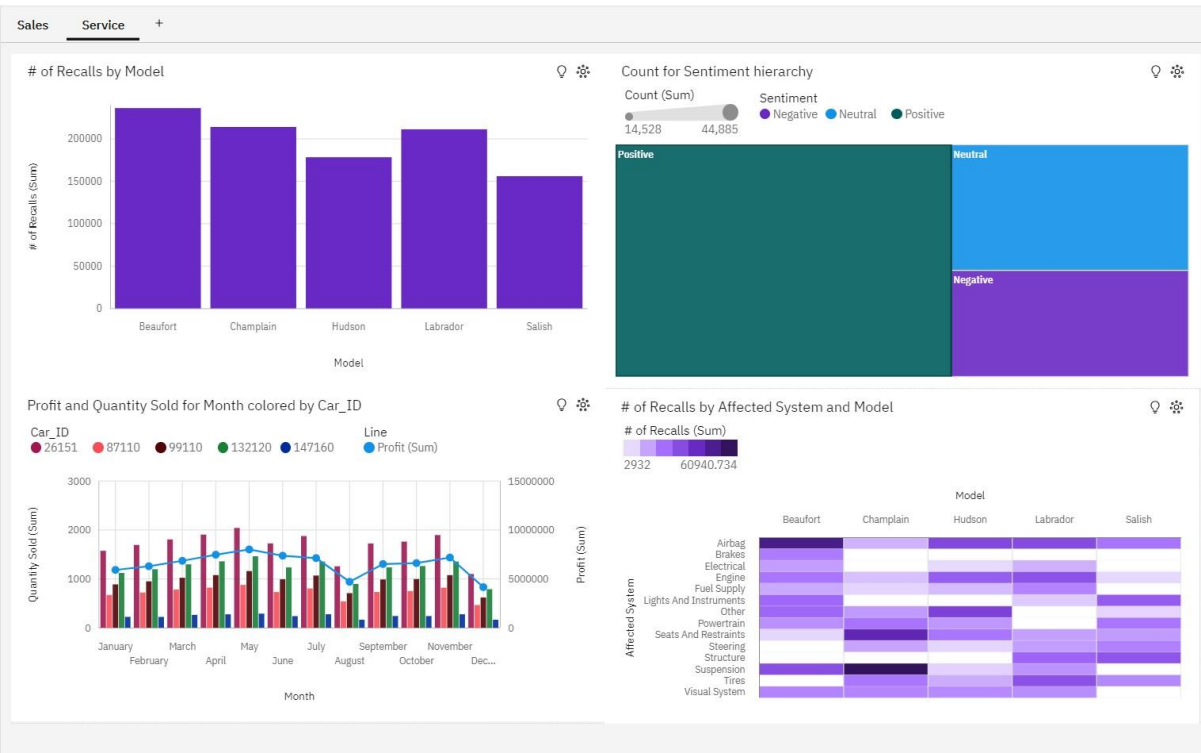 Sales Service +
# of Recalls by Model
# of Recalls (Sum)
200000
150000
100000
50000
0
Beaufort Champlain Hudson Labrador Salish
Model
Count for Sentiment hierarchy
Count (Sum)
14,528 44,885
Sentiment
Negative Neutral Positive
Positive
Neutral
Negative
Profit and Quantity Sold for Month colored by Car_ID
Car_ID
26151 87110 99110 132120 147160
Line
Profit (Sum)
Quantity Sold (Sum)
3000
2000
1000
0
15000000
10000000
5000000
0
Profit (Sum)
January March May July September November
February April June August October Dec...
Month
# of Recalls by Affected System and Model
# of Recalls (Sum)
2932 60940.734
Model
Beaufort Champlain Hudson Labrador Salish
Affected System
Airbag
Brakes
Electrical
Engine
Fuel Supply
Lights And Instruments
Other
Powertrain
Seats And Restraints
Steering
Structure
Suspension
Tires
Visual System